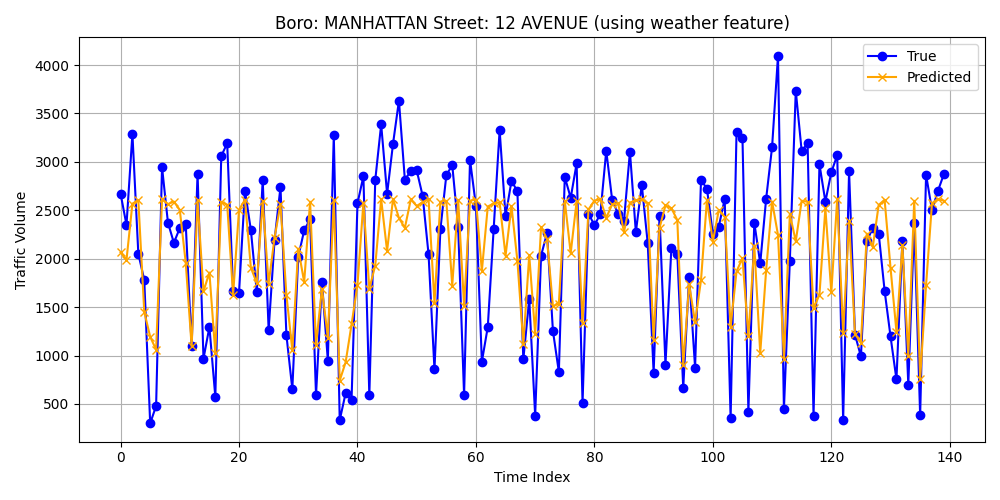 Boro: MANHATTAN Street: 12 AVENUE (using weather feature)
True
Predicted
Traffic Volume
4000
3500
3000
2500
2000
1500
1000
500
0 20 40 60 80 100 120 140
Time Index